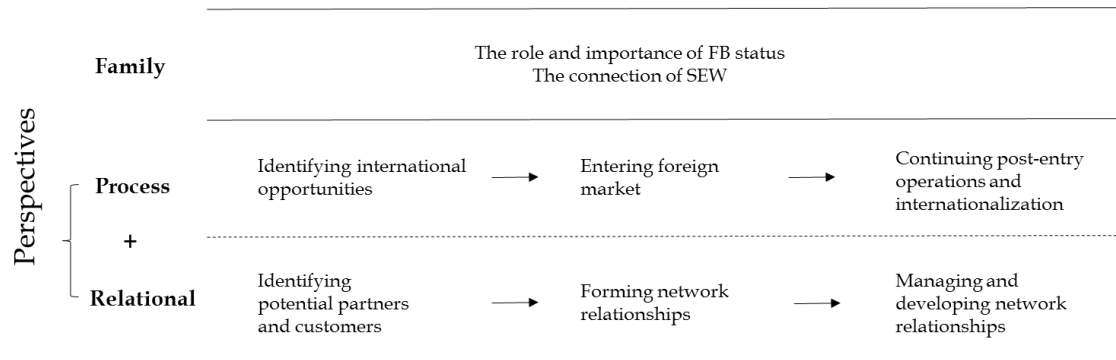 Perspectives
Family
The role and importance of FB status
The connection of SEW
Process
Identifying international
opportunities
Entering foreign
market
Continuing post-entry
operations and
internationalization
+
Relational
Identifying
potential partners
and customers
Forming network
relationships
Managing and
developing network
relationships